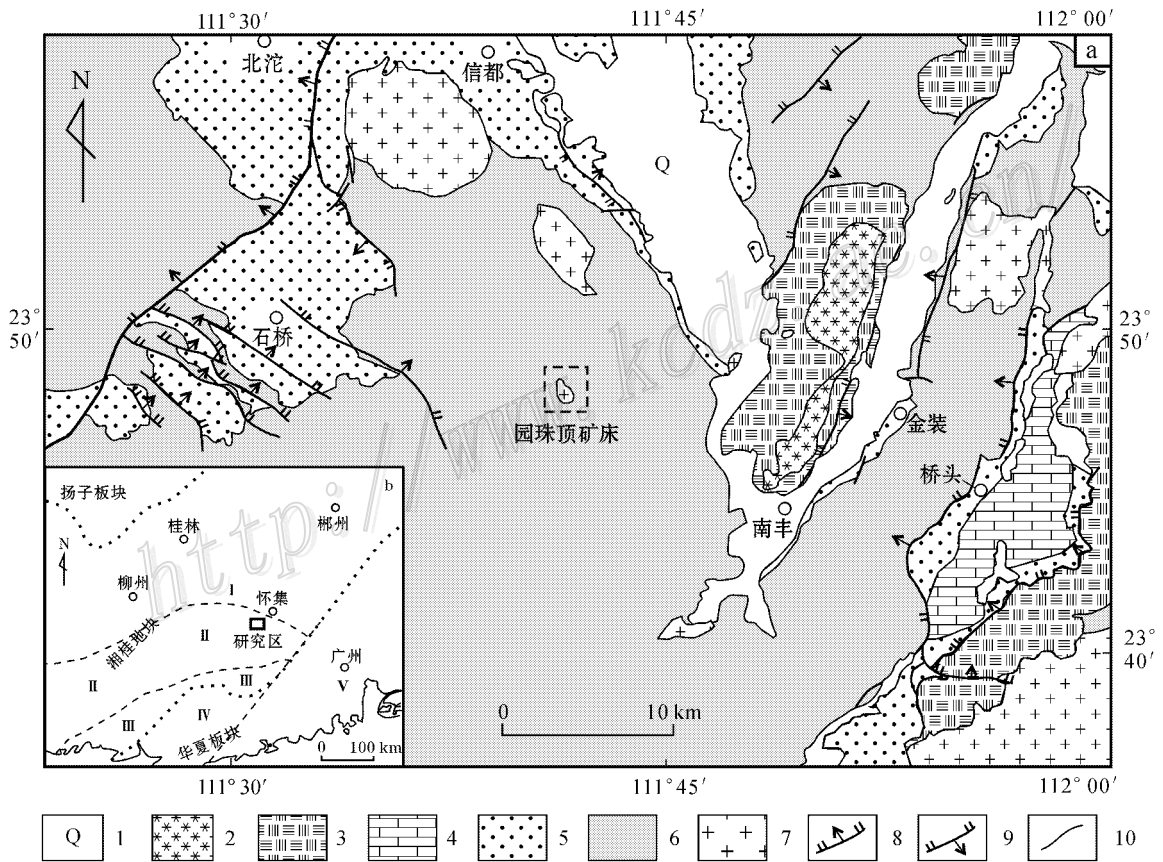 111°30′
111°45′
112°00′
a
北沱
信都
N
Q
23°
50′
石桥
23°
50′
园珠顶矿床
金装
桥头
南丰
扬子板块
b
桂林
郴州
N
柳州
I
怀集
II
研究区
湘桂地块
广州
II
III
V
III
IV
华夏板块
0 100 km
23°
40′
0 10 km
111°30′
111°45′
112°00′
Q 1 2 3 4 5 6 7 8 9 10